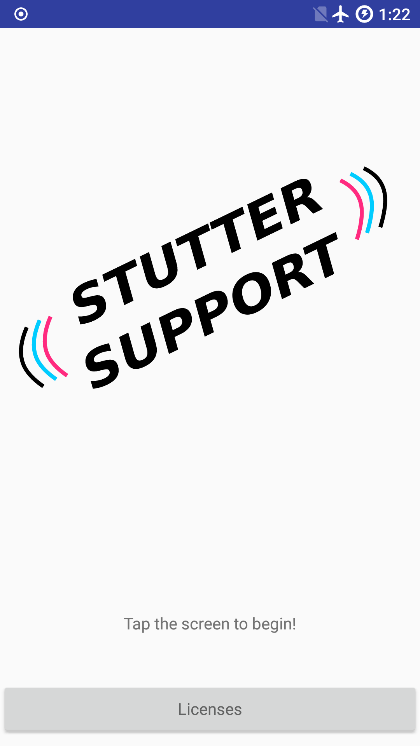 1:22
STUTTER
SUPPORT
Tap the screen to begin!
Licenses